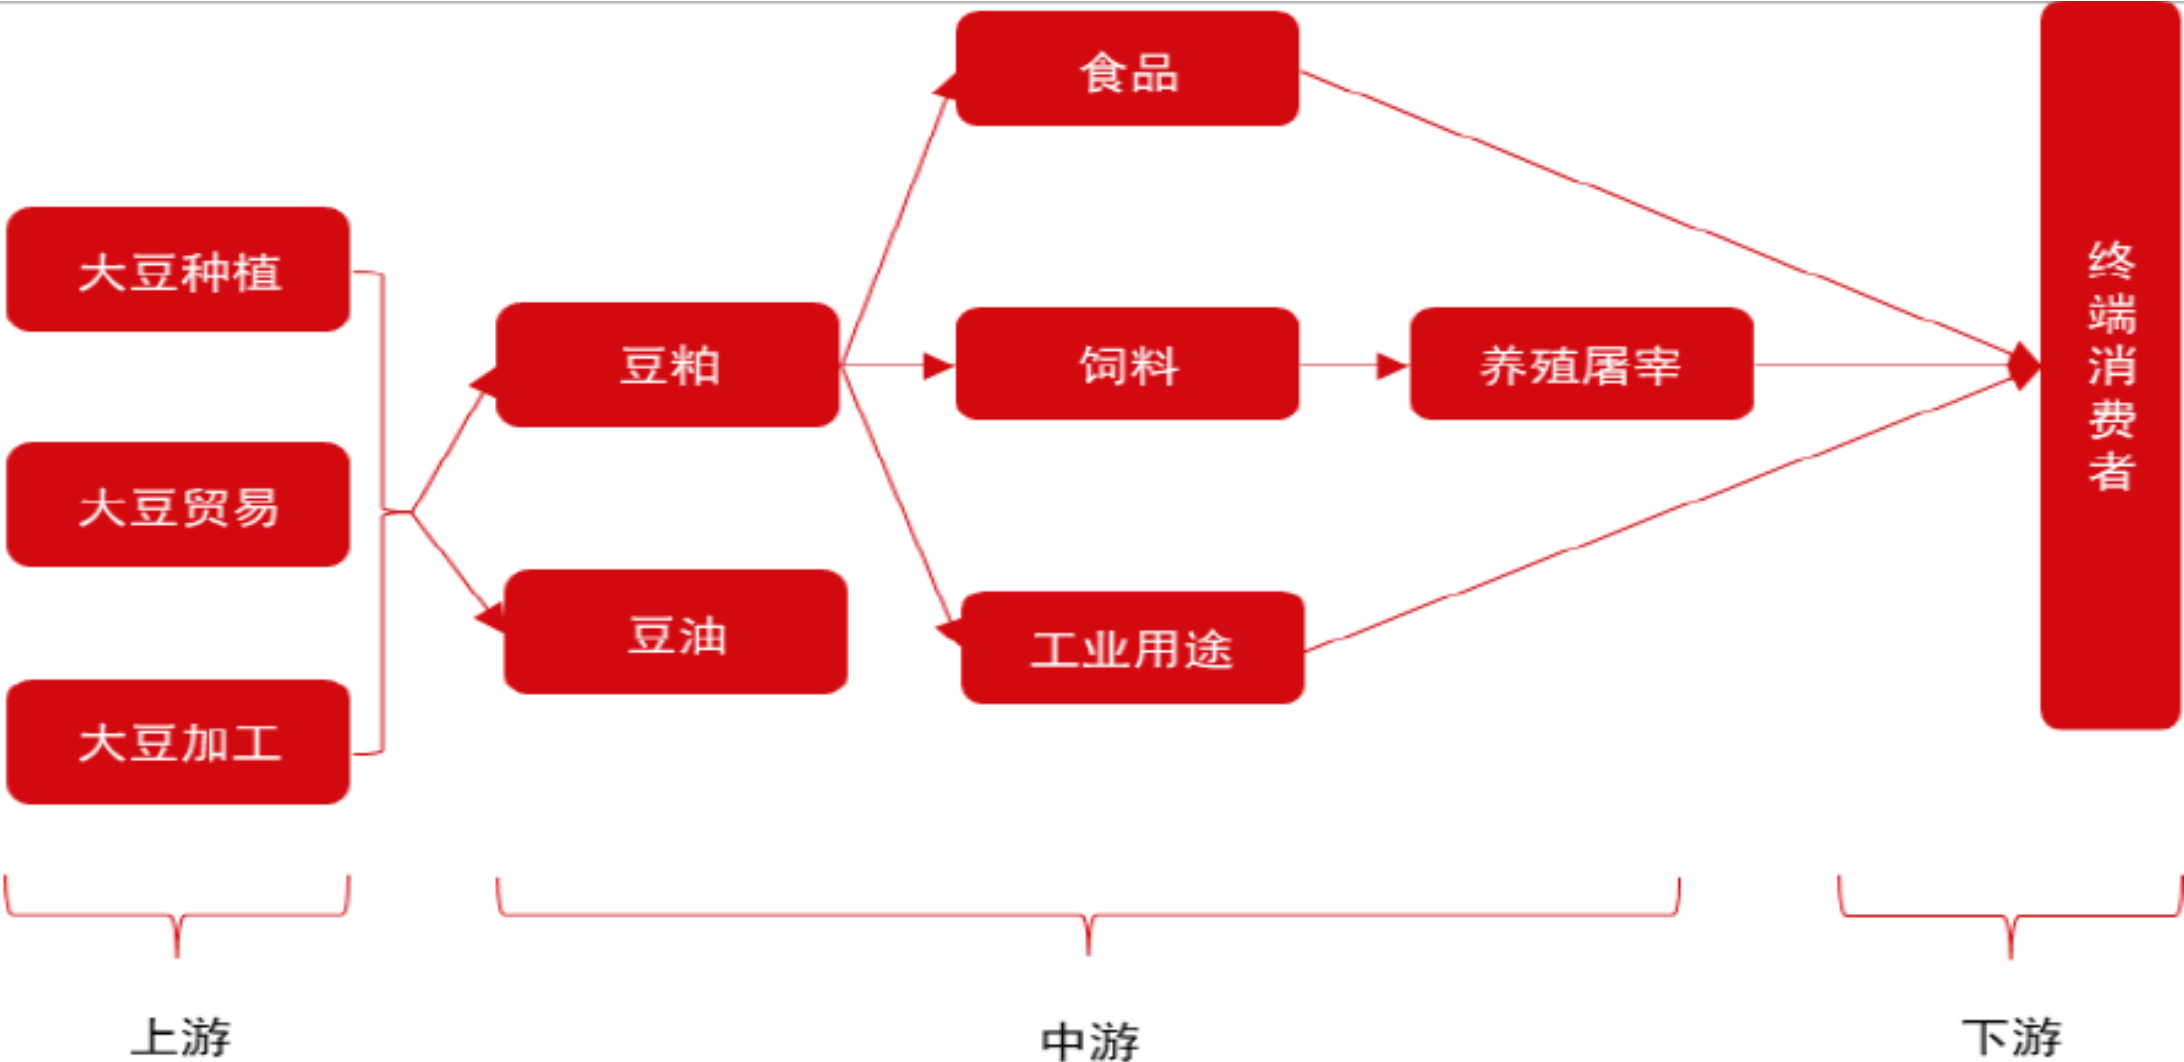 食品
大豆种植
豆粕
饲料
养殖屠宰
终端消费者
大豆贸易
豆油
工业用途
大豆加工
上游
中游
下游